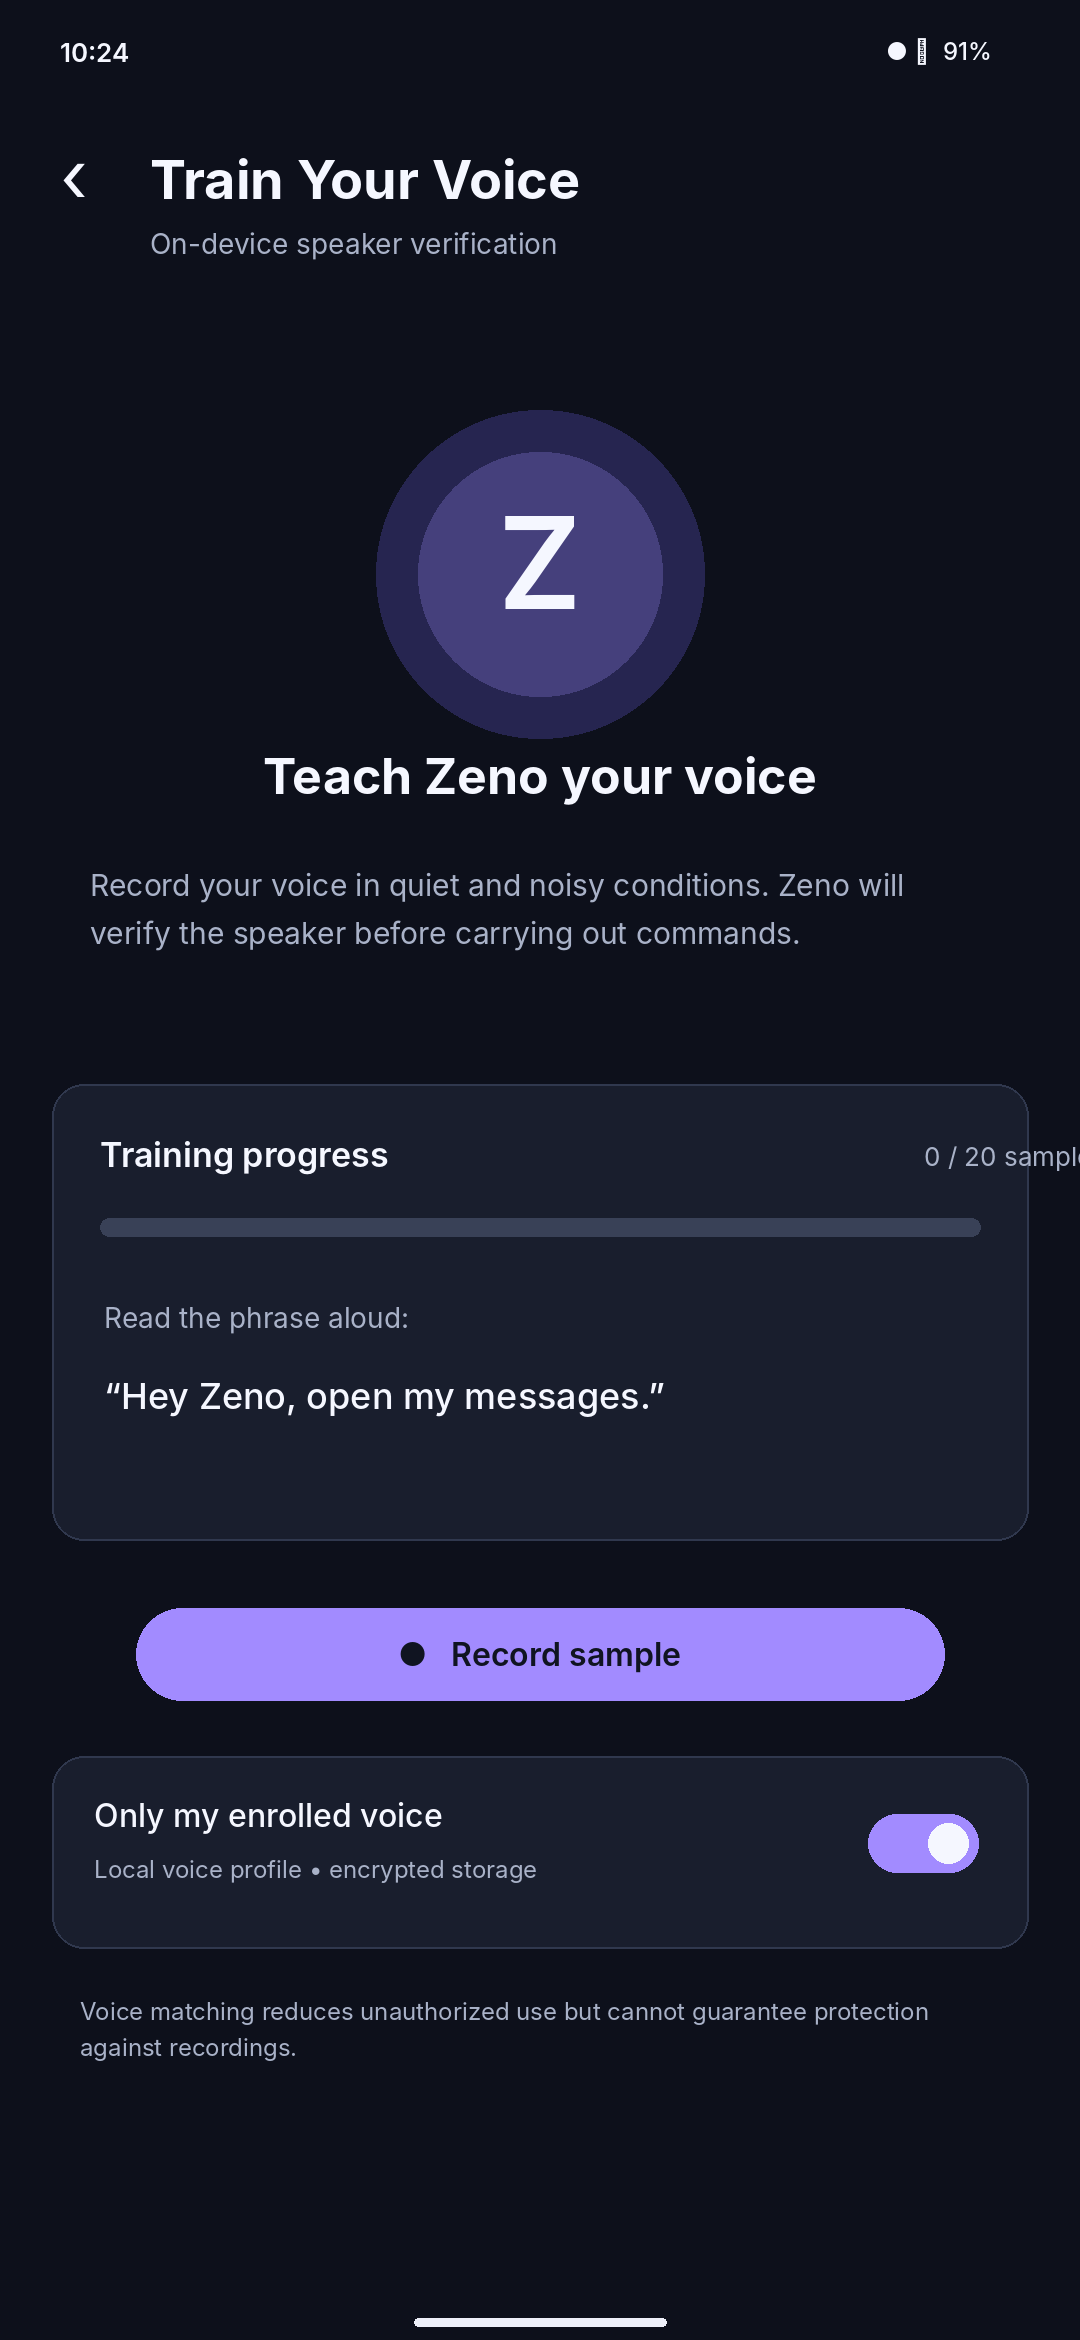 10:24
91%
‹ Train Your Voice
On-device speaker verification
Z
Teach Zeno your voice
Record your voice in quiet and noisy conditions. Zeno will
verify the speaker before carrying out commands.
Training progress
0 / 20 sample
Read the phrase aloud:
“Hey Zeno, open my messages.”
● Record sample
Only my enrolled voice
Local voice profile • encrypted storage
Voice matching reduces unauthorized use but cannot guarantee protection
against recordings.